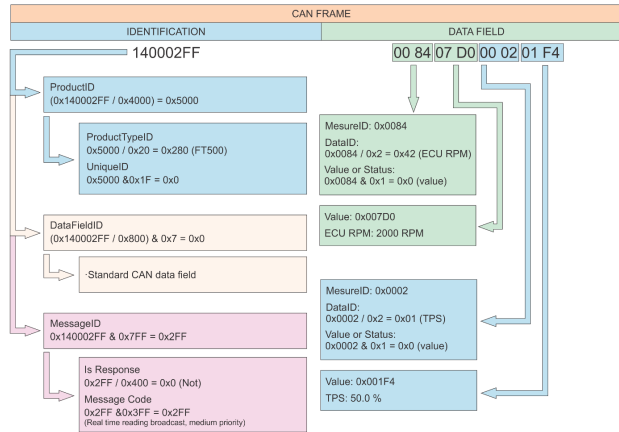 CAN FRAME
IDENTIFICATION
DATA FIELD
140002FF
00 84 07 D0 00 02 01 F4
ProductID
(0x140002FF / 0x4000) = 0x5000
ProductTypeID
0x5000 / 0x20 = 0x280 (FT500)
UniqueID
0x5000 &0x1F = 0x0
DataFieldID
(0x140002FF / 0x800) & 0x7 = 0x0
·Standard CAN data field
MessageID
0x140002FF & 0x7FF = 0x2FF
Is Response
0x2FF / 0x400 = 0x0 (Not)
Message Code
0x2FF &0x3FF = 0x2FF
(Real time reading broadcast, medium priority)
MesureID: 0x0084
DataID:
0x0084 / 0x2 = 0x42 (ECU RPM)
Value or Status:
0x0084 & 0x1 = 0x0 (value)
Value: 0x007D0
ECU RPM: 2000 RPM
MesureID: 0x0002
DataID:
0x0002 / 0x2 = 0x01 (TPS)
Value or Status:
0x0002 & 0x1 = 0x0 (value)
Value: 0x001F4
TPS: 50.0 %